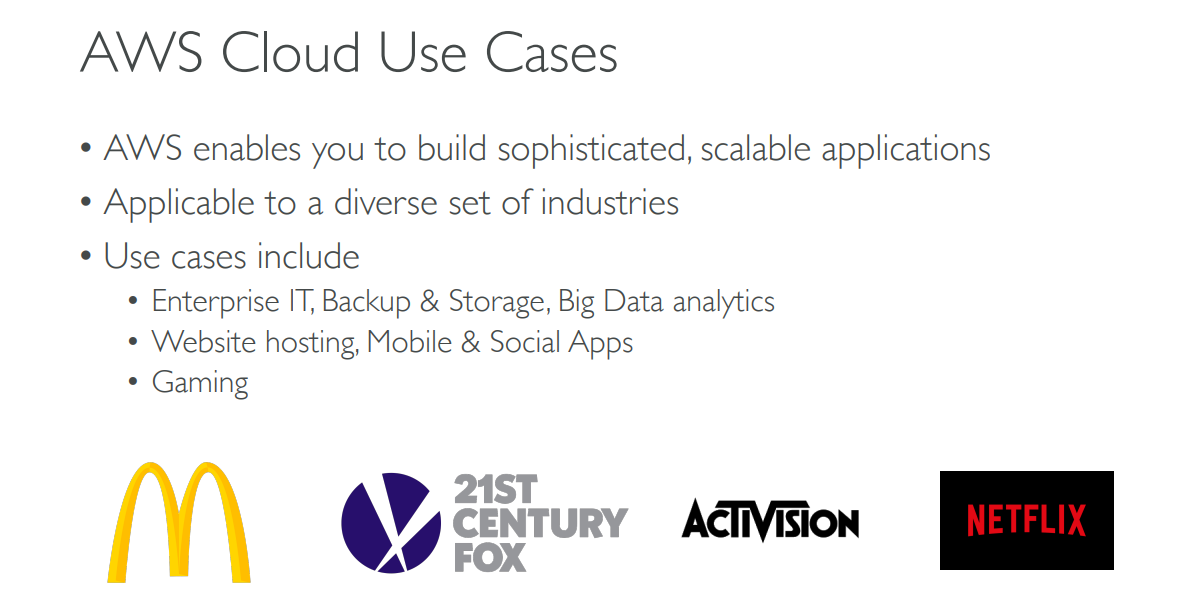 AWS Cloud Use Cases
• AWS enables you to build sophisticated, scalable applications
• Applicable to a diverse set of industries
• Use cases include
• Enterprise IT, Backup & Storage, Big Data analytics
• Website hosting, Mobile & Social Apps
• Gaming
21ST
CENTURY
FOX
ACTIVISION
NETFLIX